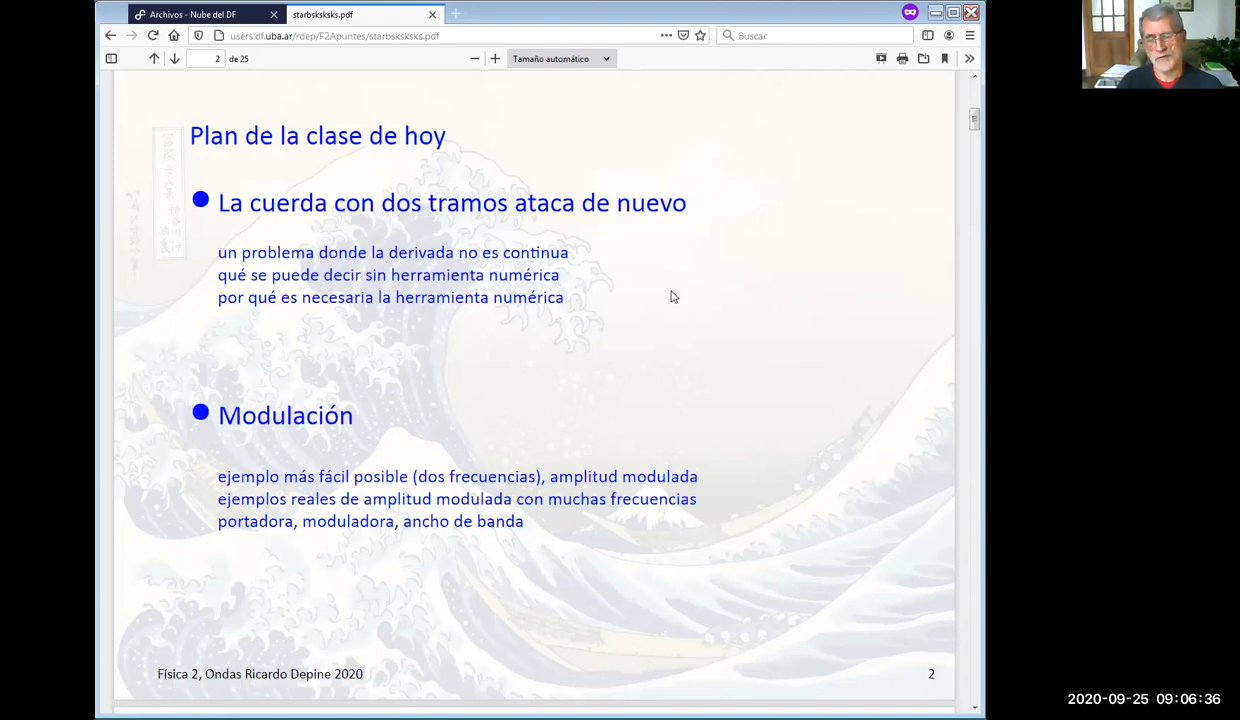 Archivos - Nube del DF
starbsksksks.pdf
users.df.uba.ar/rdep/F2Apuntes/starbsksksks.pdf
Buscar
2 de 25
Tamaño automático
Plan de la clase de hoy
La cuerda con dos tramos ataca de nuevo
un problema donde la derivada no es continua
qué se puede decir sin herramienta numérica
por qué es necesaria la herramienta numérica
Modulación
ejemplo más fácil posible (dos frecuencias), amplitud modulada
ejemplos reales de amplitud modulada con muchas frecuencias
portadora, moduladora, ancho de banda
Física 2, Ondas Ricardo Depine 2020
2
2020-09-25 09:06:36